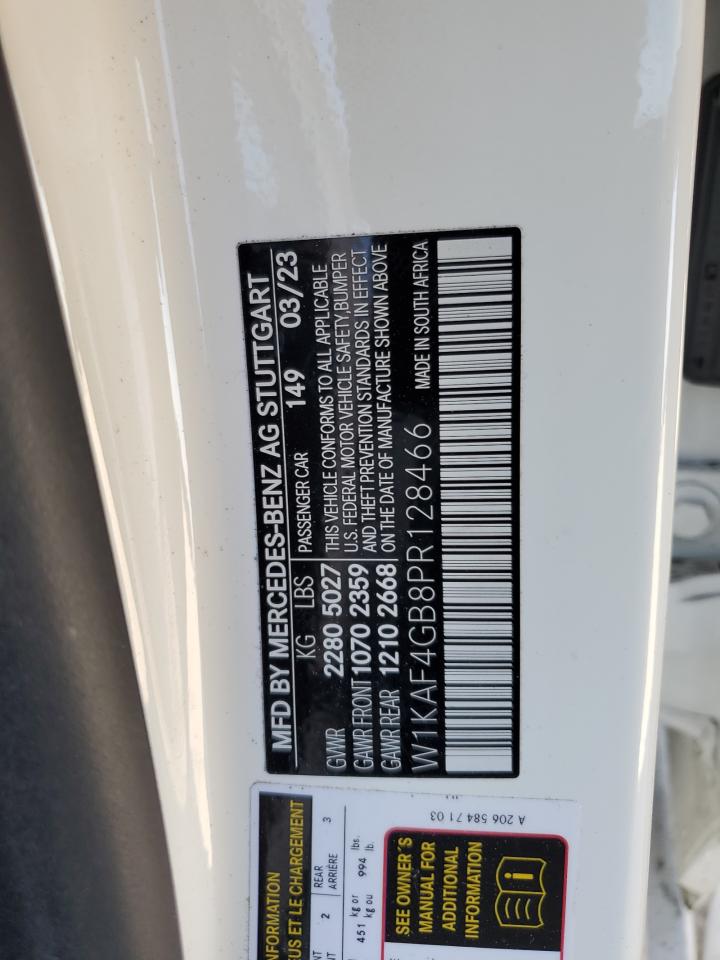 MFD BY MERCEDES-BENZ AG STUTTGART
KG LBS PASSENGER CAR 149 03/23
GVWR 2280 5027 THIS VEHICLE CONFORMS TO ALL APPLICABLE
U.S. FEDERAL MOTOR VEHICLE SAFETY, BUMPER
GAWR FRONT 1070 2359 AND THEFT PREVENTION STANDARDS IN EFFECT
GAWR REAR 1210 2668 ON THE DATE OF MANUFACTURE SHOWN ABOVE
W1KAF4GB8PR128466 MADE IN SOUTH AFRICA
INFORMATION
ET LE CHARGEMENT
2 REAR 3
ARRIÈRE
451 kg or 994 lbs.
kg ou lb.
SEE OWNER'S
MANUAL FOR
ADDITIONAL
INFORMATION
i
A 206 584 71 03